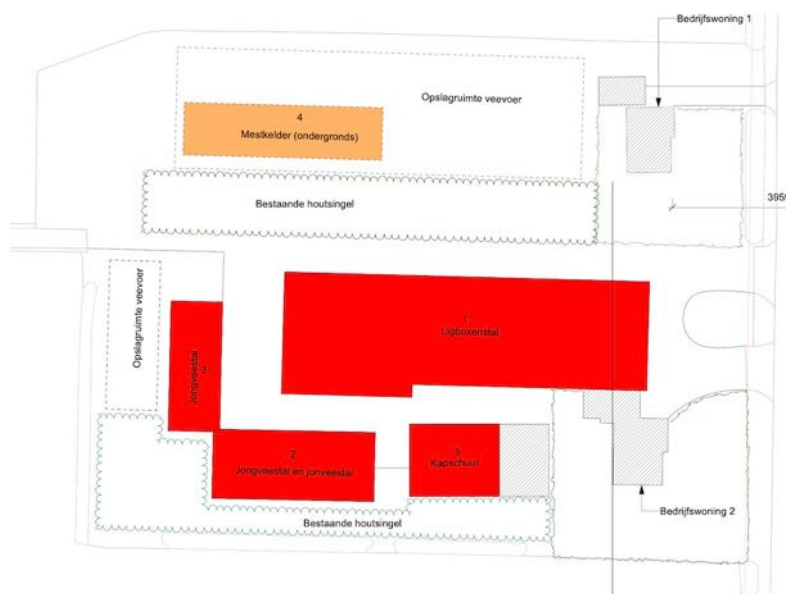 Bedrijfswoning 1
Opslagruimte veevoer
4
Mestkelder (ondergronds)
Bestaande houtsingel
3959
Opslagruimte veevoer
1
Ligboxenstal
Jongveestal
3
2
Jongveestal en jonveestal
5
Kapschuur
Bestaande houtsingel
Bedrijfswoning 2